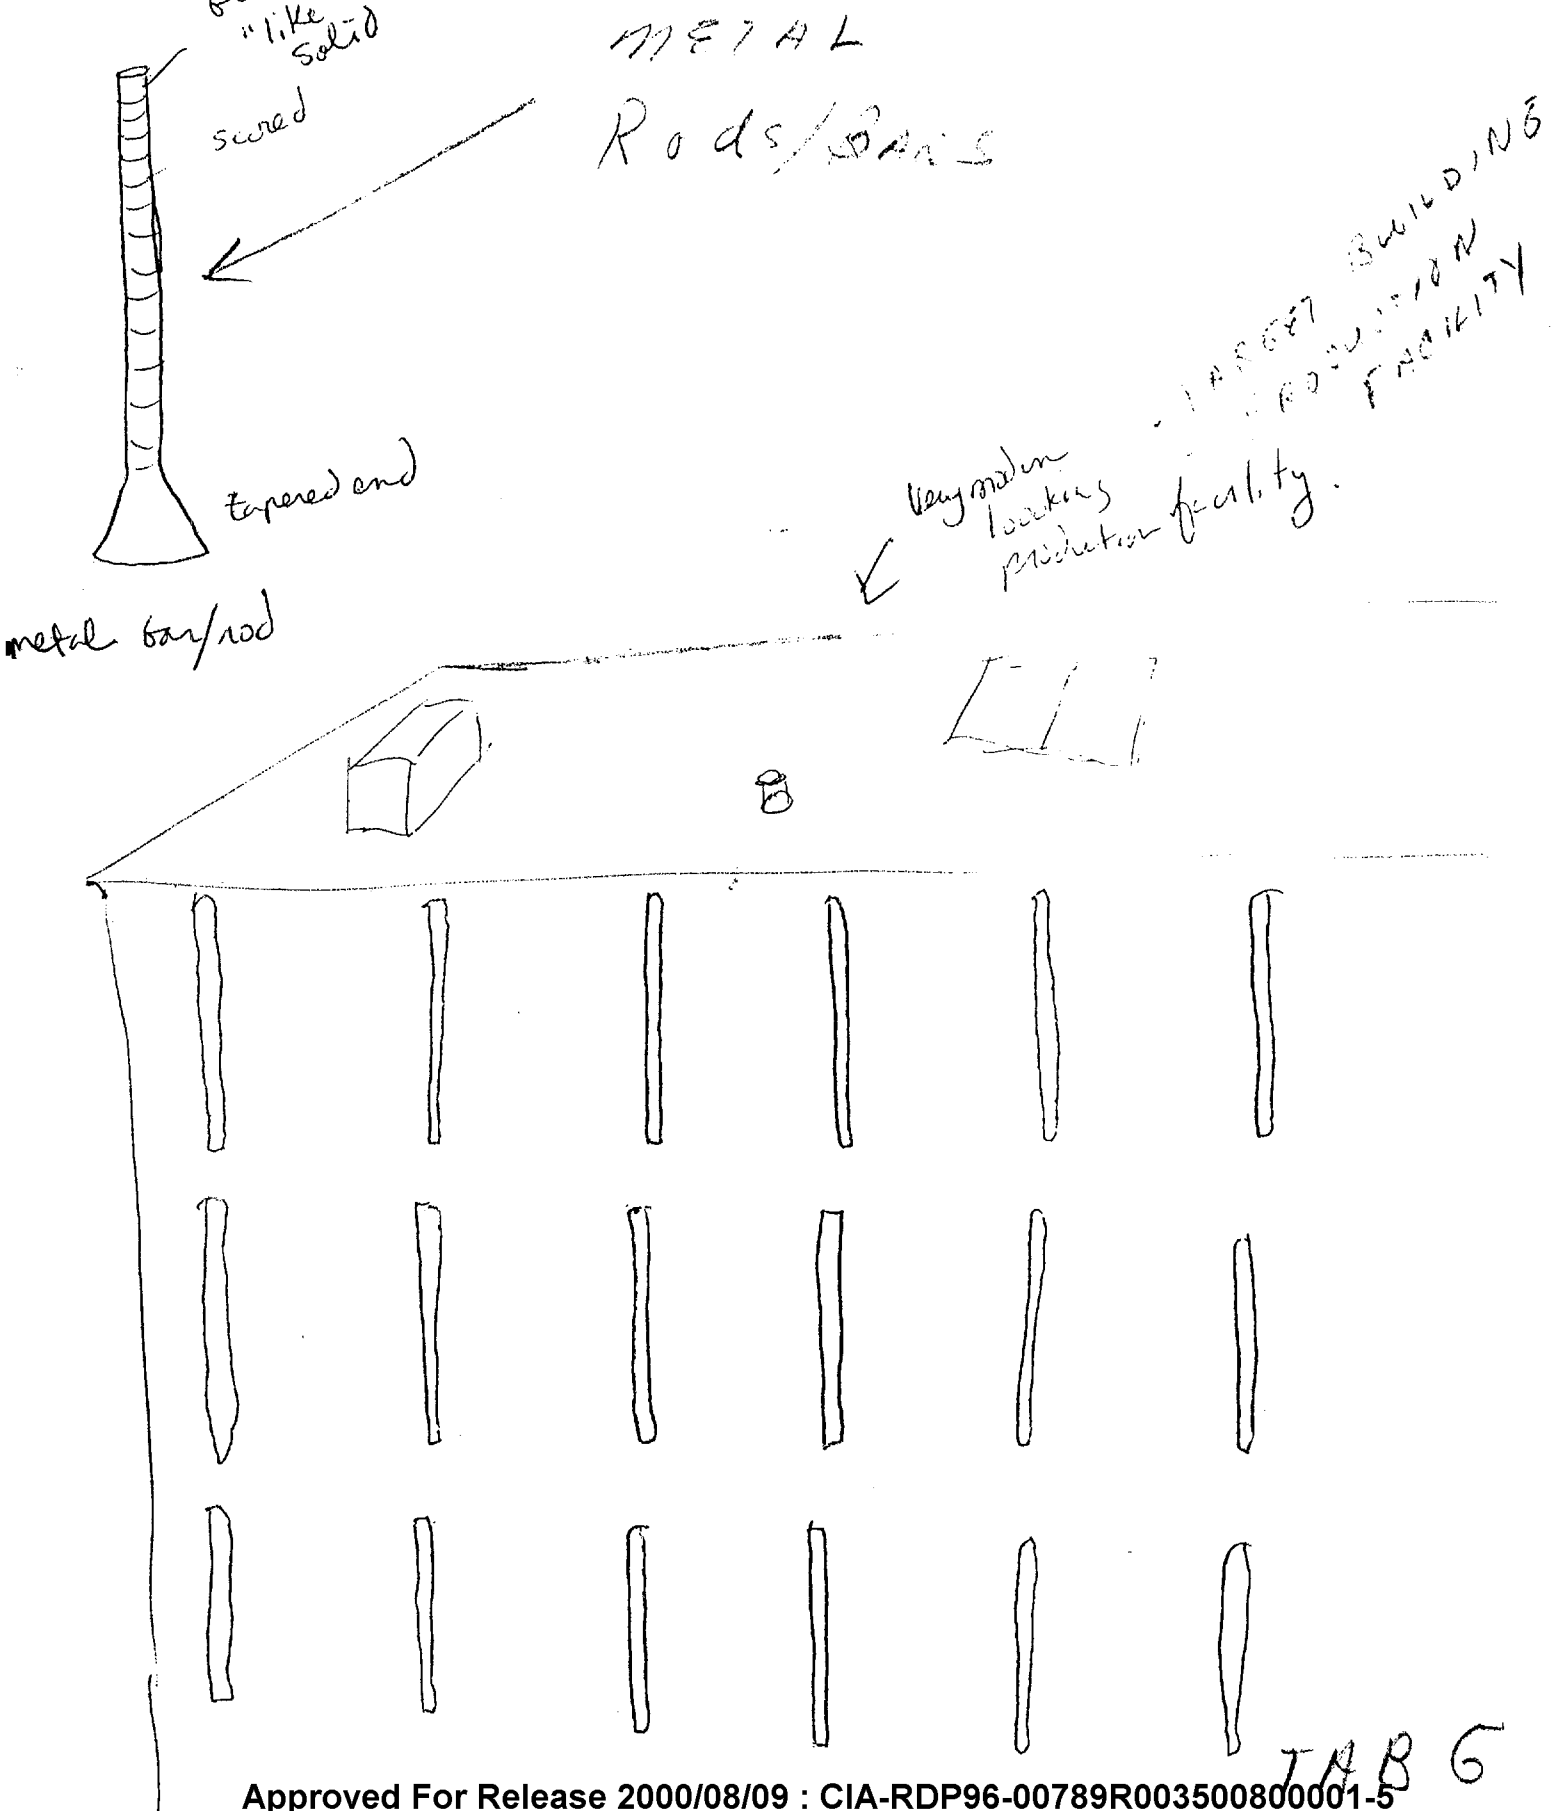 "like
solid
METAL
scored
Rods/BARS
TARGET BUILDING
PRODUCTION
FACILITY
tapered end
Very modern
looking
production facility.
metal bar/rod
TAB G
Approved For Release 2000/08/09 : CIA-RDP96-00789R003500800001-5